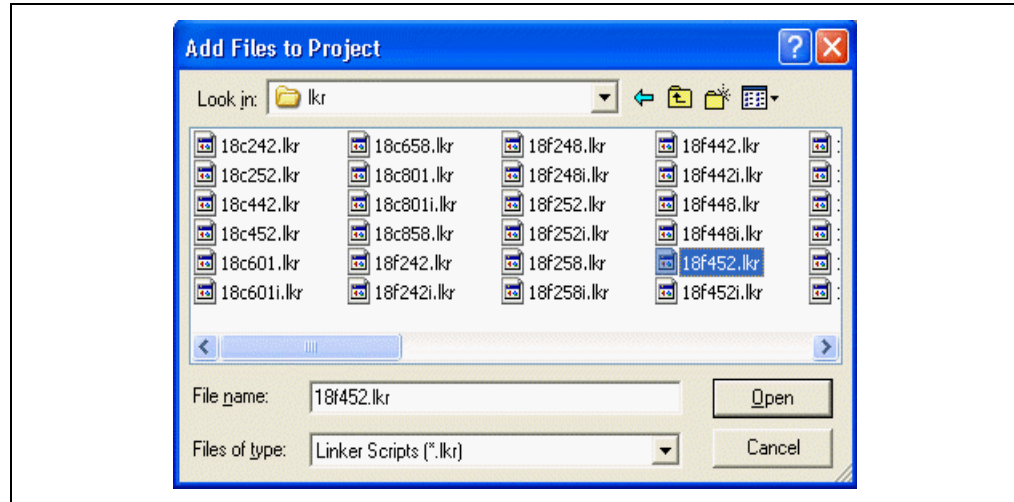 Add Files to Project
Look in: lkr
18c242.lkr 18c658.lkr 18f248.lkr 18f442.lkr
18c252.lkr 18c801.lkr 18f248i.lkr 18f442i.lkr
18c442.lkr 18c801i.lkr 18f252.lkr 18f448.lkr
18c452.lkr 18c858.lkr 18f252i.lkr 18f448i.lkr
18c601.lkr 18f242.lkr 18f258.lkr 18f452.lkr
18c601i.lkr 18f242i.lkr 18f258i.lkr 18f452i.lkr
File name: 18f452.lkr Open
Files of type: Linker Scripts (*.lkr) Cancel